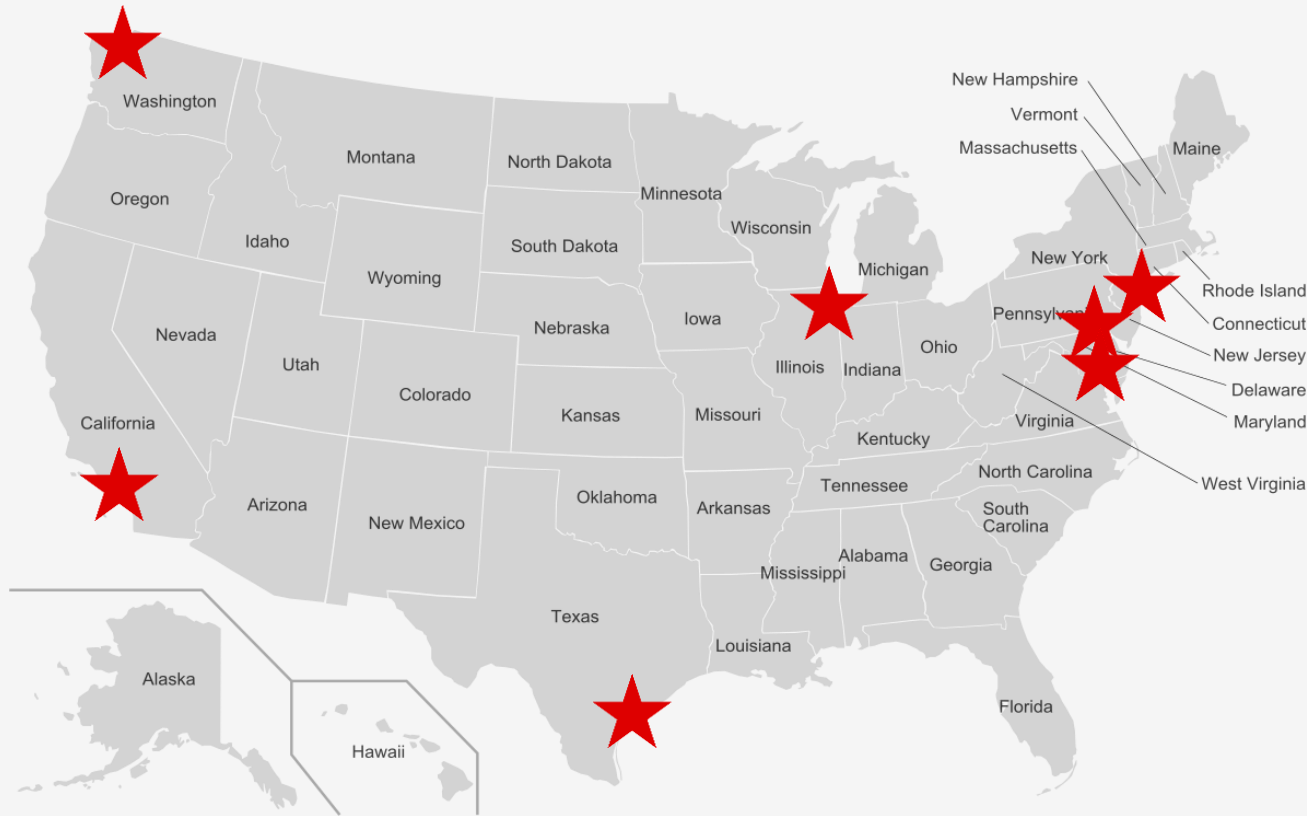 New Hampshire
Vermont
Massachusetts
Maine
Washington
Montana
North Dakota
Minnesota
Oregon
Idaho
Wisconsin
South Dakota
Wyoming
Michigan
New York
Rhode Island
Connecticut
New Jersey
Delaware
Maryland
West Virginia
Nevada
Nebraska
Iowa
Pennsylvani
Ohio
Utah
Colorado
Illinois
Indiana
California
Kansas
Missouri
Kentucky
Virginia
Arizona
New Mexico
Oklahoma
Arkansas
Tennessee
North Carolina
South
Carolina
Mississippi
Alabama
Georgia
Texas
Louisiana
Florida
Alaska
Hawaii